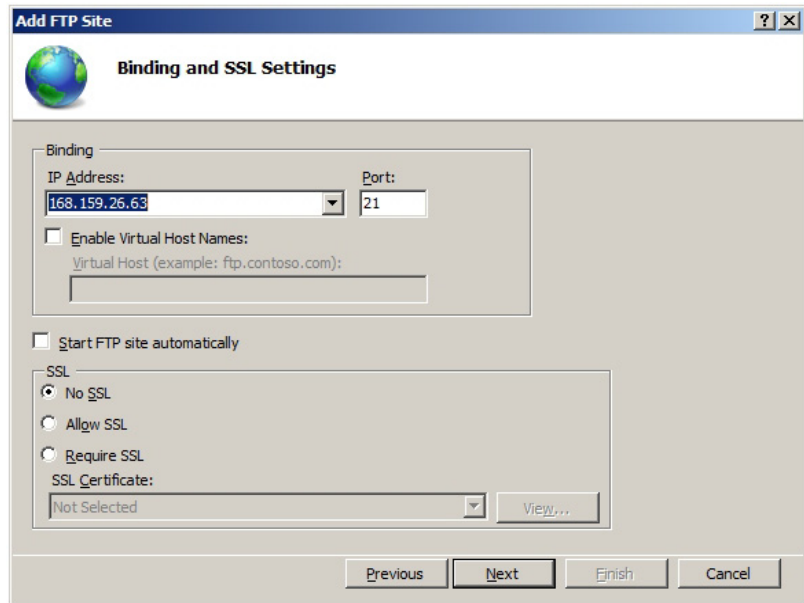 Add FTP Site
? X
Binding and SSL Settings
Binding
IP Address: Port:
168.159.26.63 21
Enable Virtual Host Names:
Virtual Host (example: ftp.contoso.com):
Start FTP site automatically
SSL
No SSL
Allow SSL
Require SSL
SSL Certificate:
Not Selected View...
Previous Next Finish Cancel